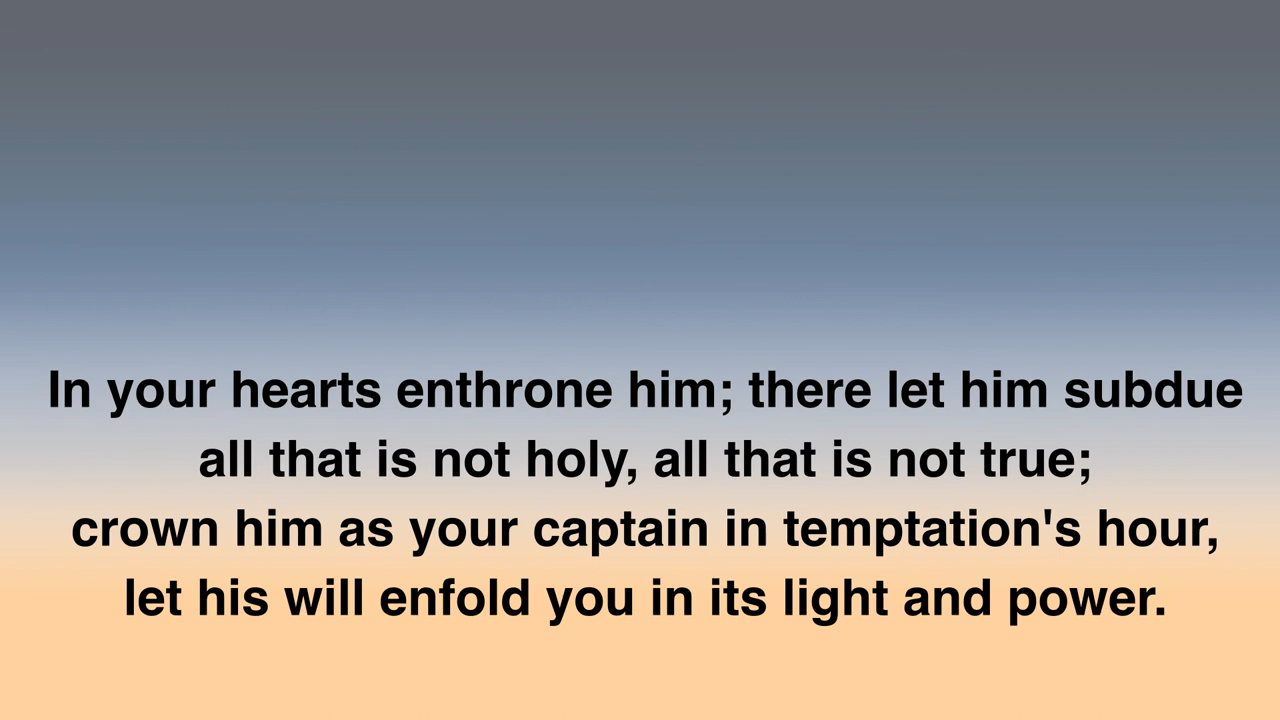 In your hearts enthrone him; there let him subdue
all that is not holy, all that is not true;
crown him as your captain in temptation's hour,
let his will enfold you in its light and power.